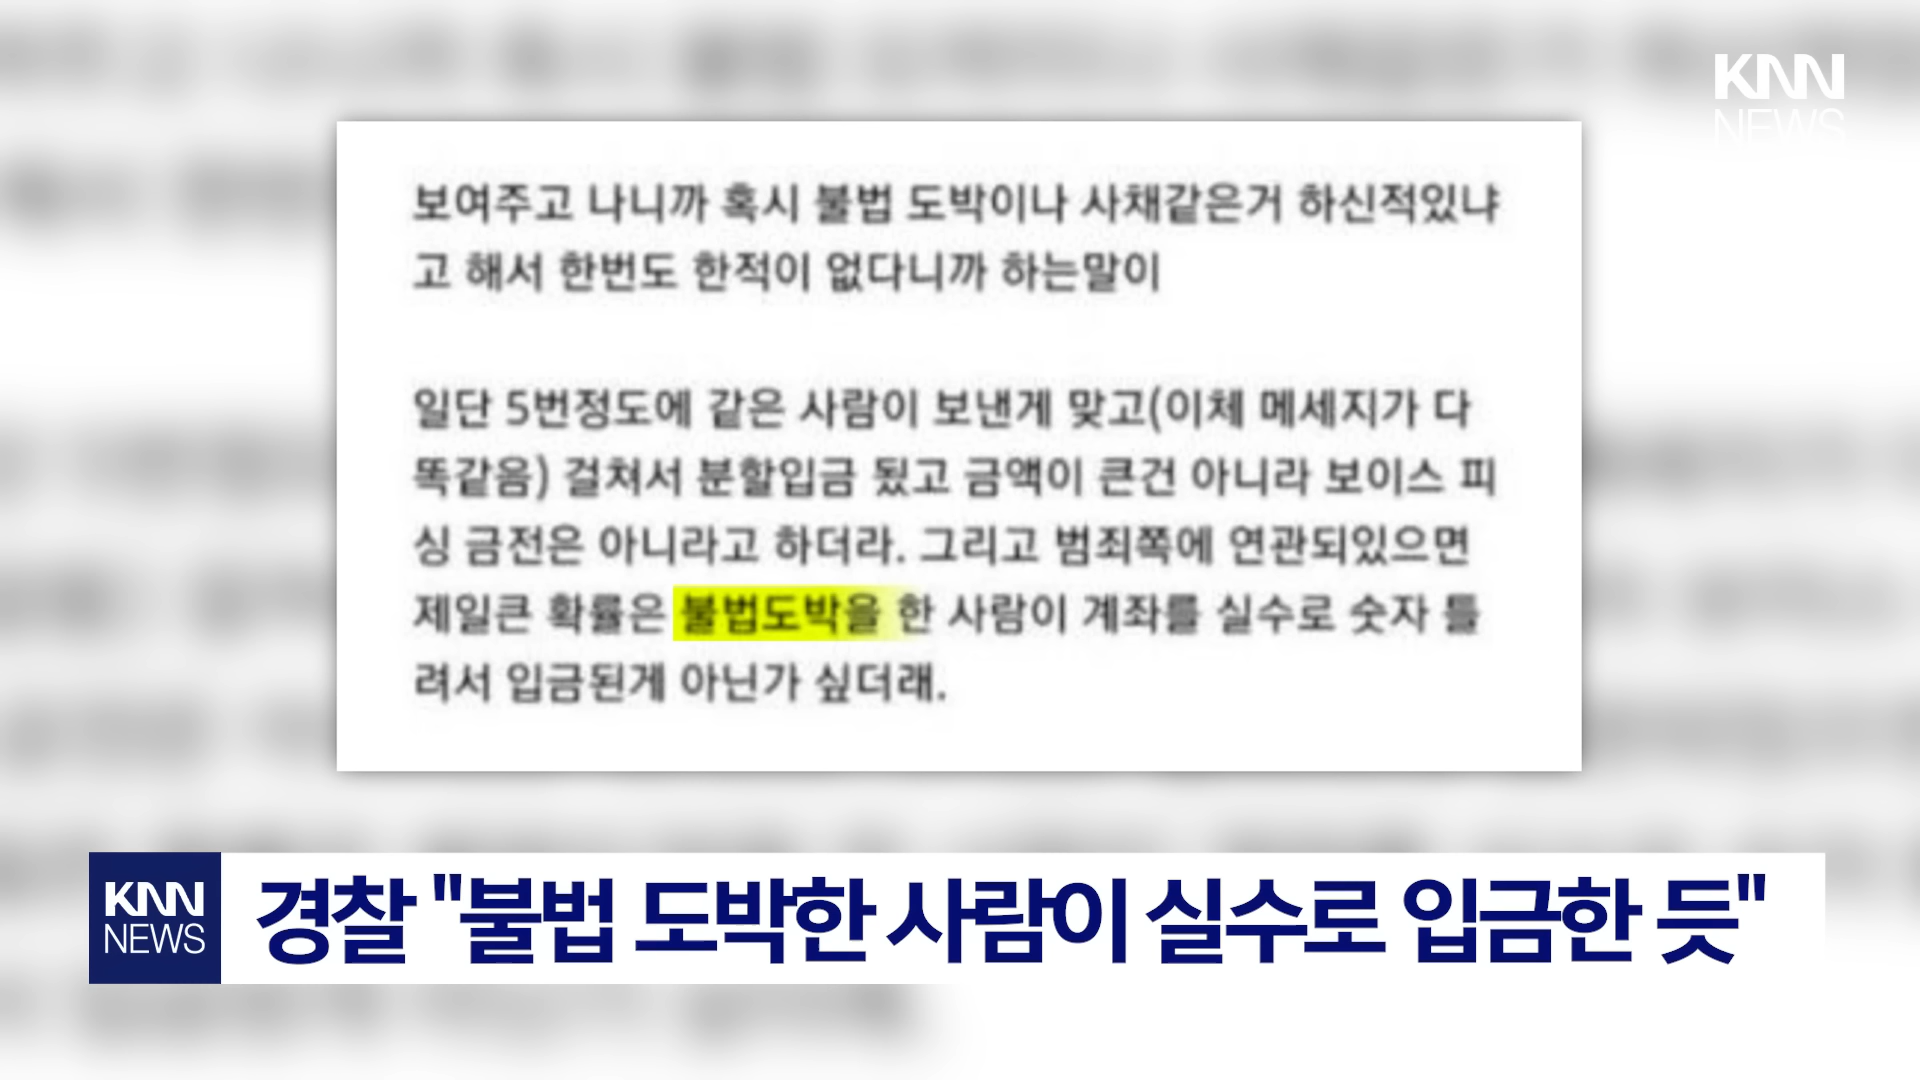 KNN
NEWS
보여주고 나니까 혹시 불법 도박이나 사채같은거 하신적있냐
고 해서 한번도 한적이 없다니까 하는말이
일단 5번정도에 같은 사람이 보낸게 맞고(이체 메세지가 다
똑같음) 걸쳐서 분할입금 됬고 금액이 큰건 아니라 보이스 피
싱 금전은 아니라고 하더라. 그리고 범죄쪽에 연관되있으면
제일큰 확률은 불법도박을 한 사람이 계좌를 실수로 숫자 틀
려서 입금된게 아닌가 싶더래.
KNN
NEWS
경찰 "불법 도박한 사람이 실수로 입금한 듯"